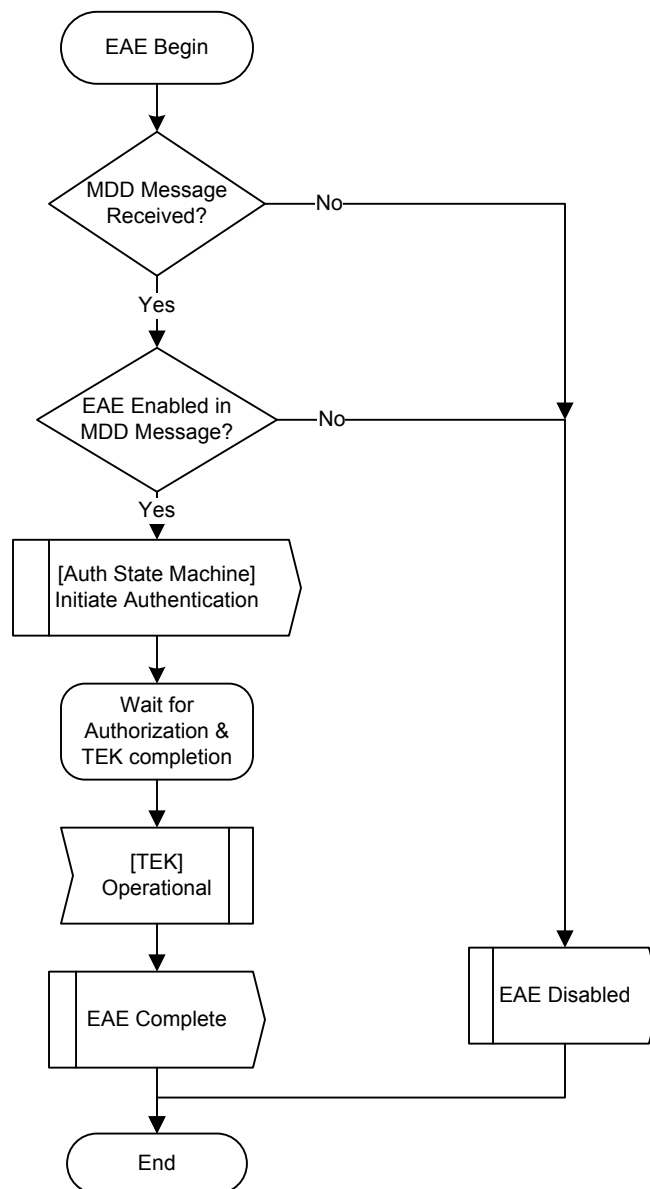 EAE Begin
MDD Message
Received?
No
Yes
EAE Enabled in
MDD Message?
No
Yes
[Auth State Machine]
Initiate Authentication
Wait for
Authorization &
TEK completion
[TEK]
Operational
EAE Complete
EAE Disabled
End